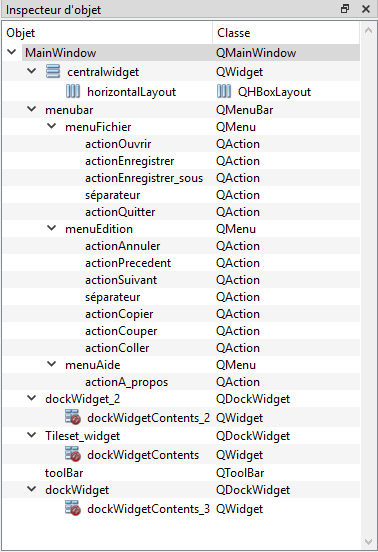 Inspecteur d'objet
Objet Classe
MainWindow QMainWindow
centralwidget QWidget
horizontalLayout QHBoxLayout
menubar QMenuBar
menuFichier QMenu
actionOuvrir QAction
actionEnregistrer QAction
actionEnregistrer_sous QAction
séparateur QAction
actionQuitter QAction
menuEdition QMenu
actionAnnuler QAction
actionPrecedent QAction
actionSuivant QAction
séparateur QAction
actionCopier QAction
actionCouper QAction
actionColler QAction
menuAide QMenu
actionA_propos QAction
dockWidget_2 QDockWidget
dockWidgetContents_2 QWidget
Tileset_widget QDockWidget
dockWidgetContents QWidget
toolBar QToolBar
dockWidget QDockWidget
dockWidgetContents_3 QWidget